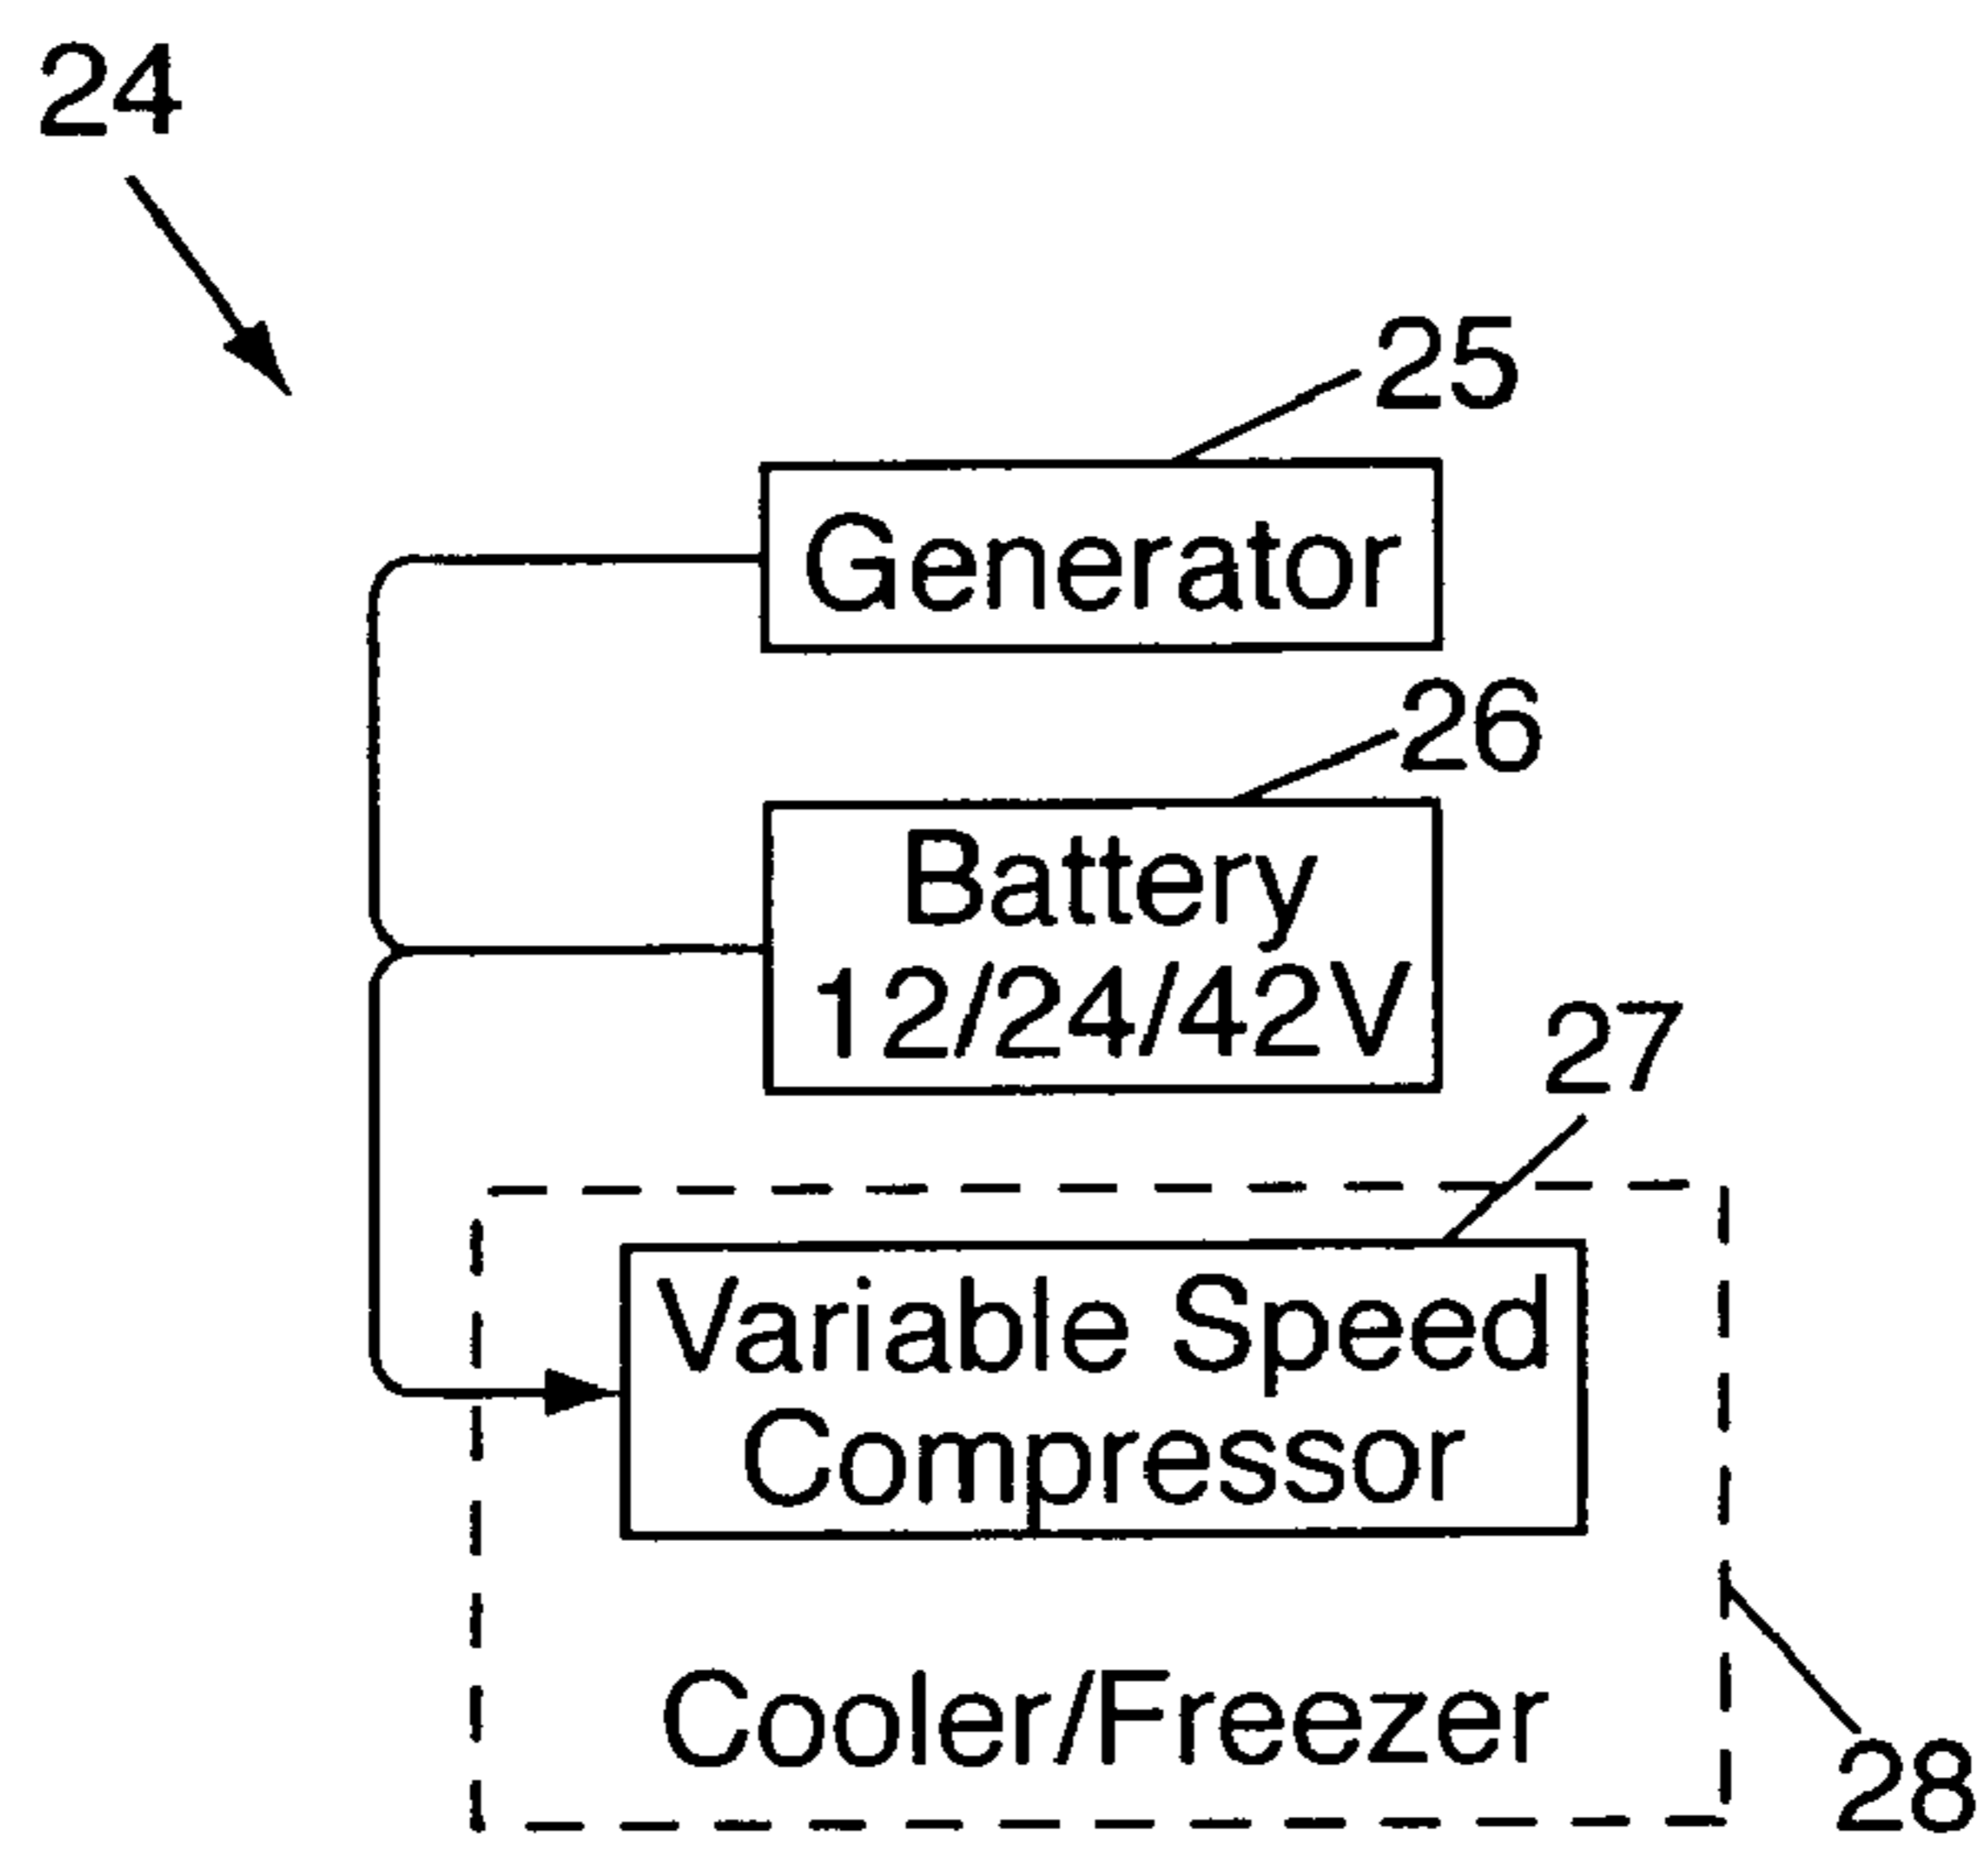 24
25
Generator
26
Battery
12/24/42V
27
Variable Speed
Compressor
Cooler/Freezer
28